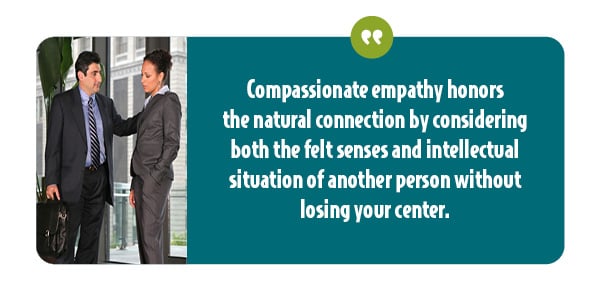 Compassionate empathy honors
the natural connection by considering
both the felt senses and intellectual
situation of another person without
losing your center.